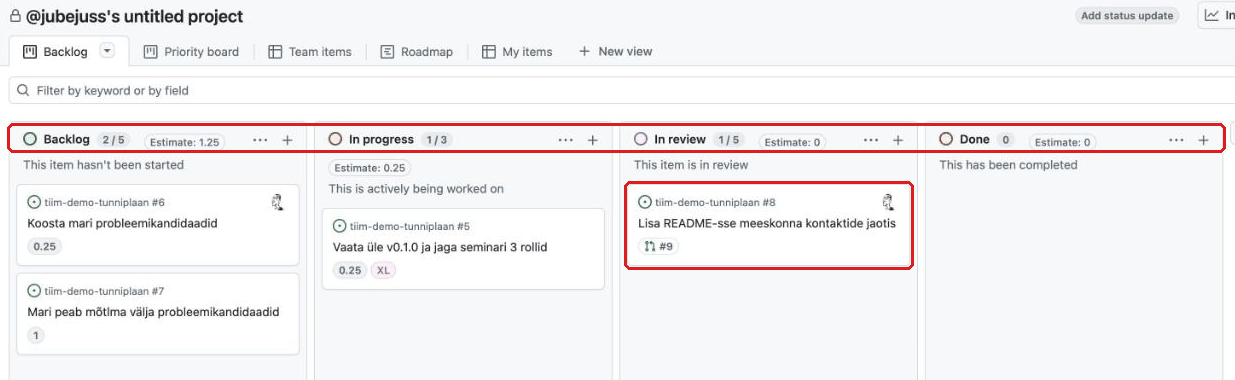 @jubejuss's untitled project
Add status update
In
Backlog
Priority board
Team items
Roadmap
My items
+ New view
Filter by keyword or by field
Backlog 2 / 5 Estimate: 1.25
This item hasn't been started
tiim-demo-tunniplaan #6
Koosta mari probleemikandidaadid
0.25
tiim-demo-tunniplaan #7
Mari peab mõtlma välja probleemikandidaadid
1
In progress 1 / 3
Estimate: 0.25
This is actively being worked on
tiim-demo-tunniplaan #5
Vaata üle v0.1.0 ja jaga seminari 3 rollid
0.25 XL
In review 1 / 5 Estimate: 0
This item is in review
tiim-demo-tunniplaan #8
Lisa README-sse meeskonna kontaktide jaotis
#9
Done 0 Estimate: 0
This has been completed